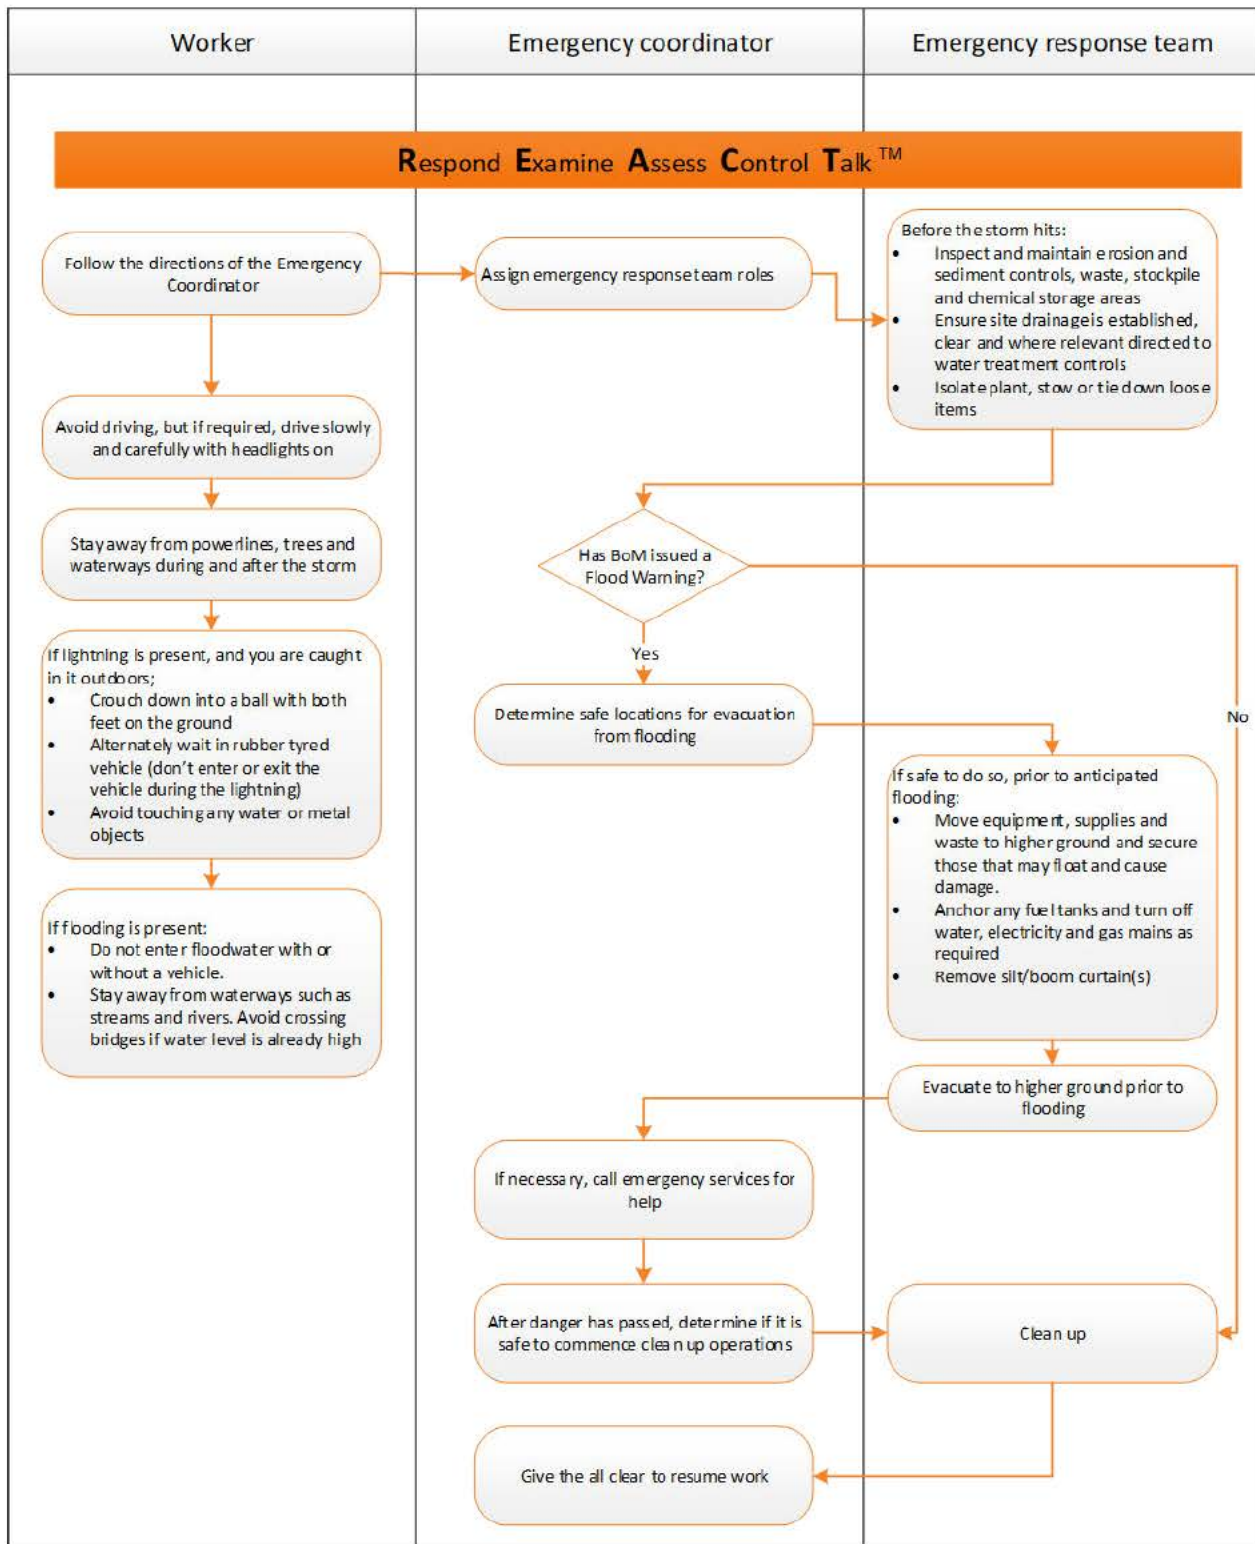 Worker
Emergency coordinator
Emergency response team
Respond Examine Assess Control Talk™
Follow the directions of the Emergency
Coordinator
Avoid driving, but if required, drive slowly
and carefully with headlights on
Stay away from powerlines, trees and
waterways during and after the storm
If lightning is present, and you are caught
in it outdoors;
• Crouch down into a ball with both
feet on the ground
• Alternately wait in rubber tyred
vehicle (don't enter or exit the
vehicle during the lightning)
• Avoid touching any water or metal
objects
If flooding is present:
• Do not enter floodwater with or
without a vehicle.
• Stay away from waterways such as
streams and rivers. Avoid crossing
bridges if water level is already high
Assign emergency response team roles
Before the storm hits:
• Inspect and maintain erosion and
sediment controls, waste, stockpile
and chemical storage areas
• Ensure site drainage is established,
clear and where relevant directed to
water treatment controls
• Isolate plant, stow or tie down loose
items
Has BoM issued a
Flood Warning?
Yes
No
Determine safe locations for evacuation
from flooding
If safe to do so, prior to anticipated
flooding:
• Move equipment, supplies and
waste to higher ground and secure
those that may float and cause
damage.
• Anchor any fuel tanks and turn off
water, electricity and gas mains as
required
• Remove silt/boom curtain(s)
Evacuate to higher ground prior to
flooding
If necessary, call emergency services for
help
After danger has passed, determine if it is
safe to commence clean up operations
Clean up
Give the all clear to resume work